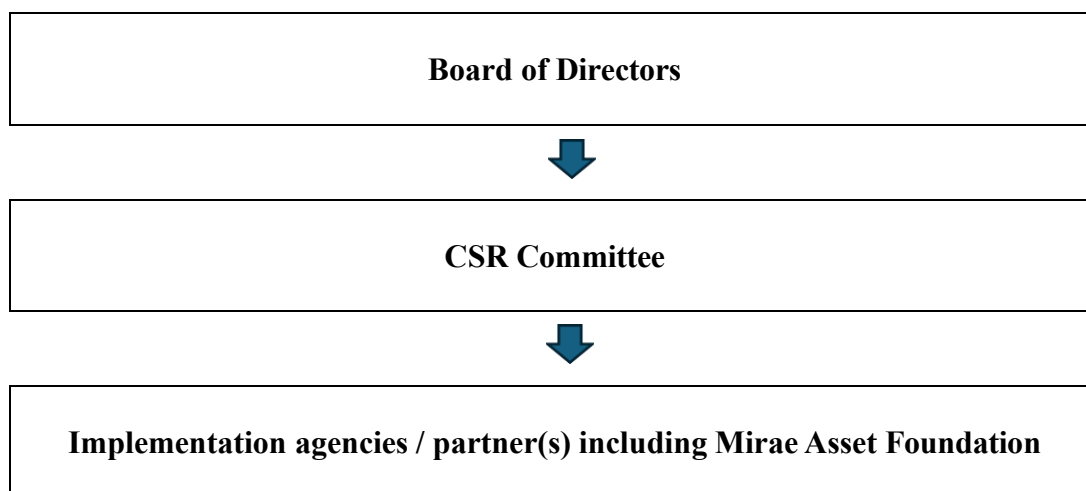 Board of Directors
CSR Committee
Implementation agencies / partner(s) including Mirae Asset Foundation